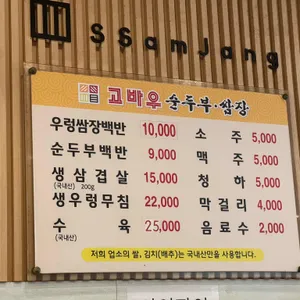 ssamJang
고바우 순두부·쌈장
우렁쌈장백반 10,000
순두부백반 9,000
생삼겹살 15,000
(국내산) 200g
생우렁무침 22,000
수육 25,000
(국내산)
소주 5,000
맥주 5,000
청하 5,000
막걸리 4,000
음료수 2,000
저희 업소의 쌀, 김치(배추)는 국내산만을 사용합니다.